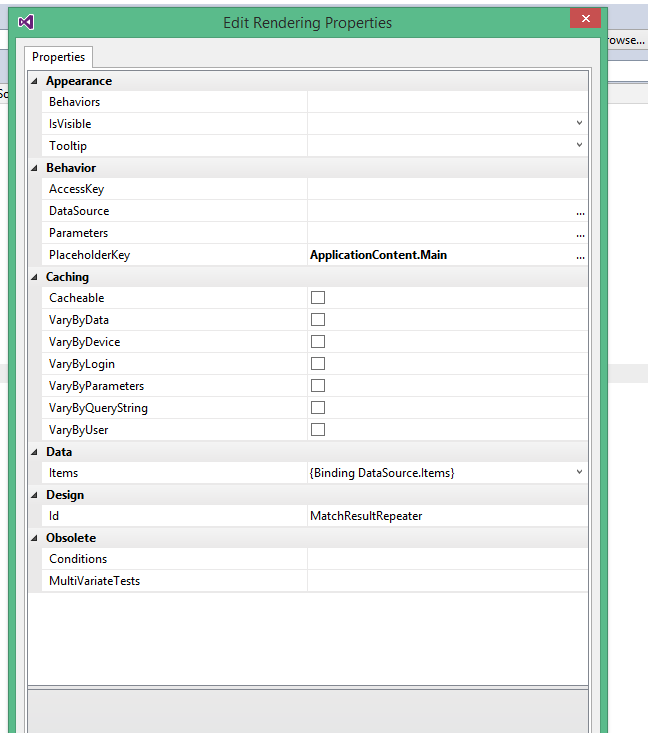 Edit Rendering Properties
rowse...
Properties
Appearance
Behaviors
IsVisible
Tooltip
Behavior
AccessKey
DataSource ...
Parameters ...
PlaceholderKey ApplicationContent.Main ...
Caching
Cacheable
VaryByData
VaryByDevice
VaryByLogin
VaryByParameters
VaryByQueryString
VaryByUser
Data
Items {Binding DataSource.Items}
Design
Id MatchResultRepeater
Obsolete
Conditions
MultiVariateTests